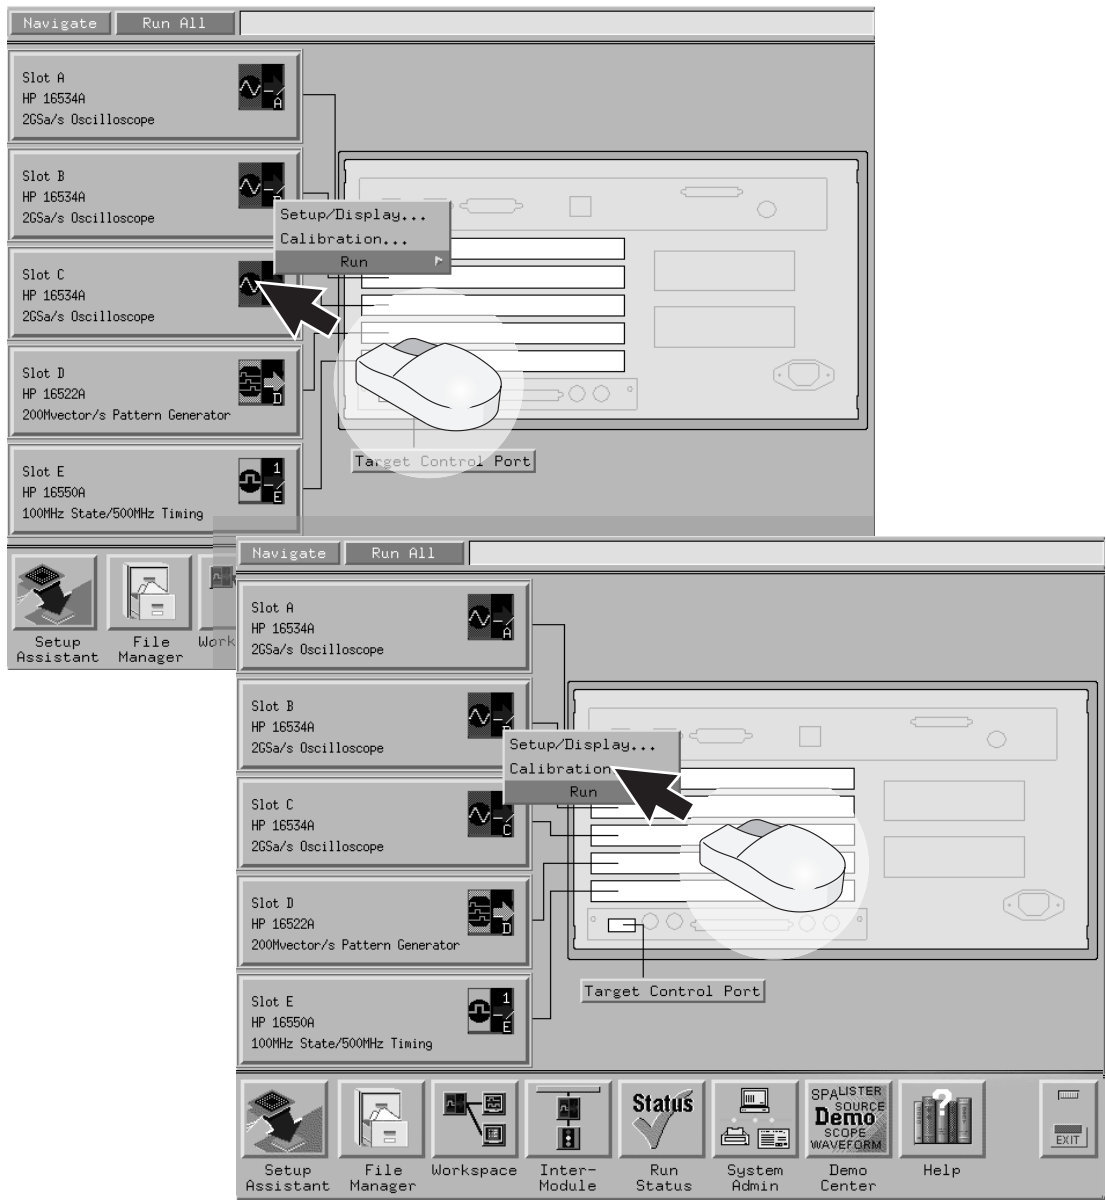 Navigate Run All
Slot A
HP 16534A
2GSa/s Oscilloscope
A
Slot B
HP 16534A
2GSa/s Oscilloscope
Setup/Display...
Calibration...
Run
Slot C
HP 16534A
2GSa/s Oscilloscope
Slot D
HP 16522A
200Mvector/s Pattern Generator
D
Target Control Port
Slot E
HP 16550A
100MHz State/500MHz Timing
1
E
Setup
Assistant
File
Manager
Work
Navigate Run All
Slot A
HP 16534A
2GSa/s Oscilloscope
A
Slot B
HP 16534A
2GSa/s Oscilloscope
Setup/Display...
Calibration
Run
Slot C
HP 16534A
2GSa/s Oscilloscope
C
Slot D
HP 16522A
200Mvector/s Pattern Generator
D
Target Control Port
Slot E
HP 16550A
100MHz State/500MHz Timing
1
E
Status
SPALISTER
SOURCE
Demo
SCOPE
WAVEFORM
?
EXIT
Setup
Assistant
File
Manager
Workspace
Inter-
Module
Run
Status
System
Admin
Demo
Center
Help